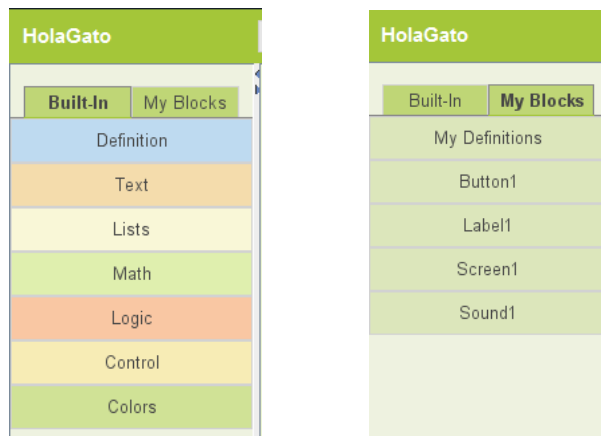 HolaGato
Built-In My Blocks
Definition
Text
Lists
Math
Logic
Control
Colors
HolaGato
Built-In My Blocks
My Definitions
Button1
Label1
Screen1
Sound1